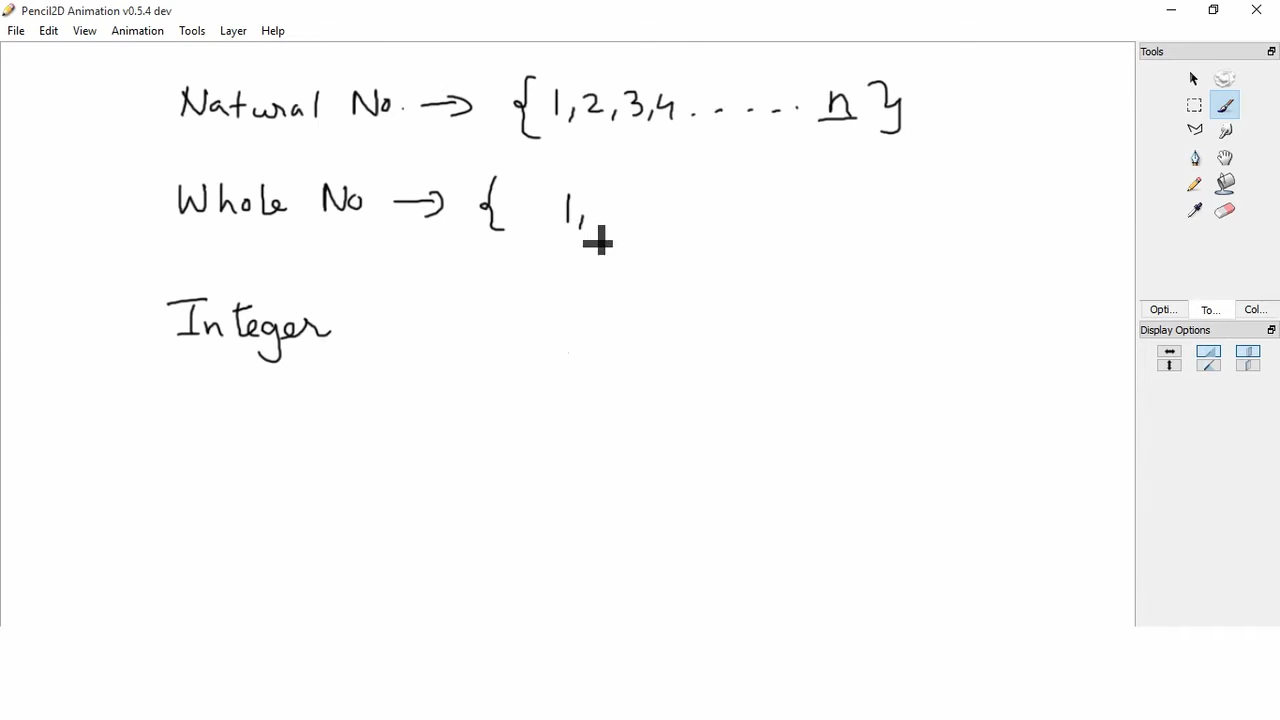 Pencil2D Animation v0.5.4 dev
File Edit View Animation Tools Layer Help
Tools
Natural No. → {1,2,3,4 . . . . . . n}
Whole No → { 1,
Integer
Opti... To... Col...
Display Options